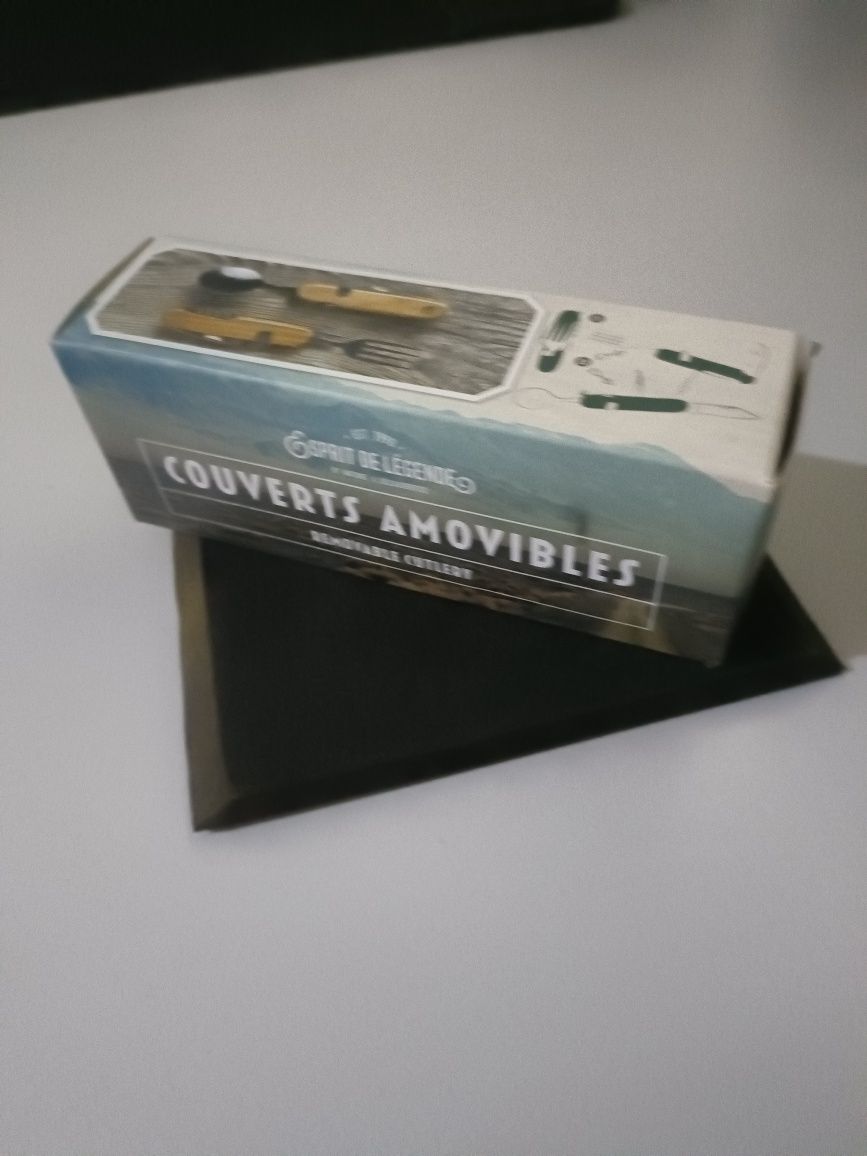 ESPRIT DE LÉGENDE
COUVERTS AMOVIBLES
REMOVABLE CUTLERY